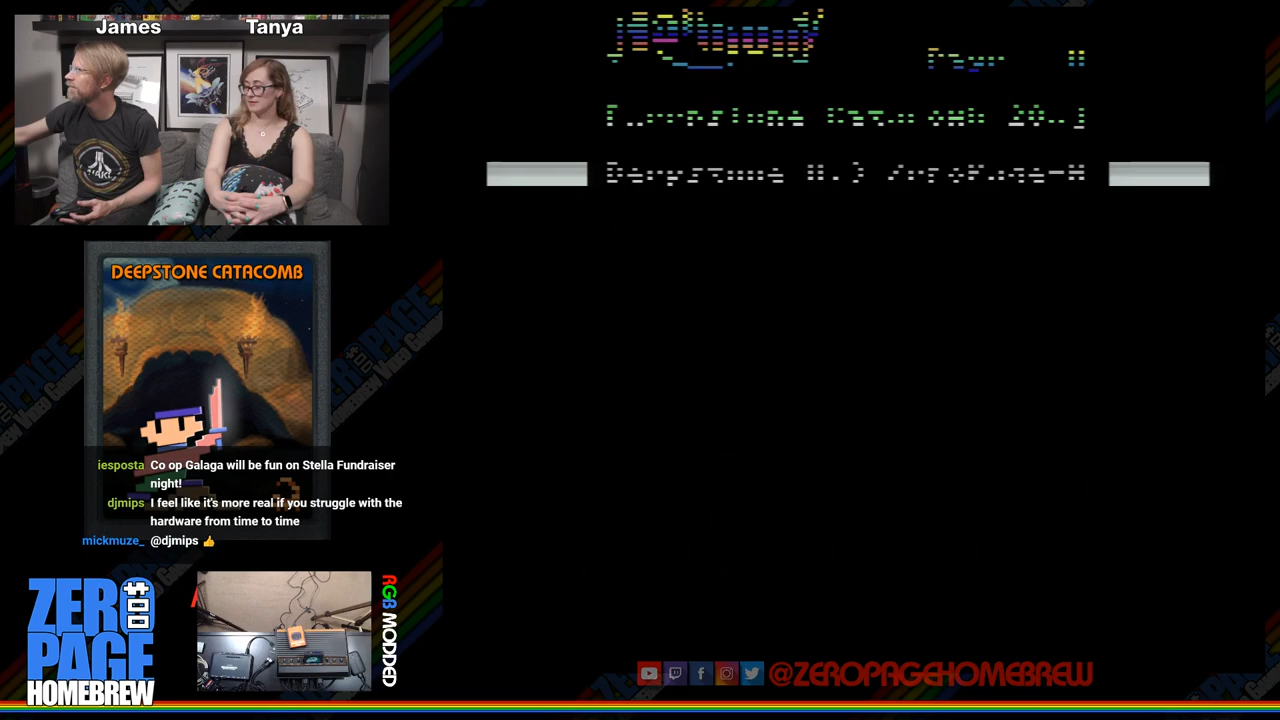 James
Tanya
DEEPSTONE CATACOMB
iesposta Co op Galaga will be fun on Stella Fundraiser
night!
djmips I feel like it's more real if you struggle with the
hardware from time to time
mickmuze_ @djmips 👍
ZERO
$00
PAGE
HOMEBREW
RGB MODDED
@ZEROPAGEHOMEBREW